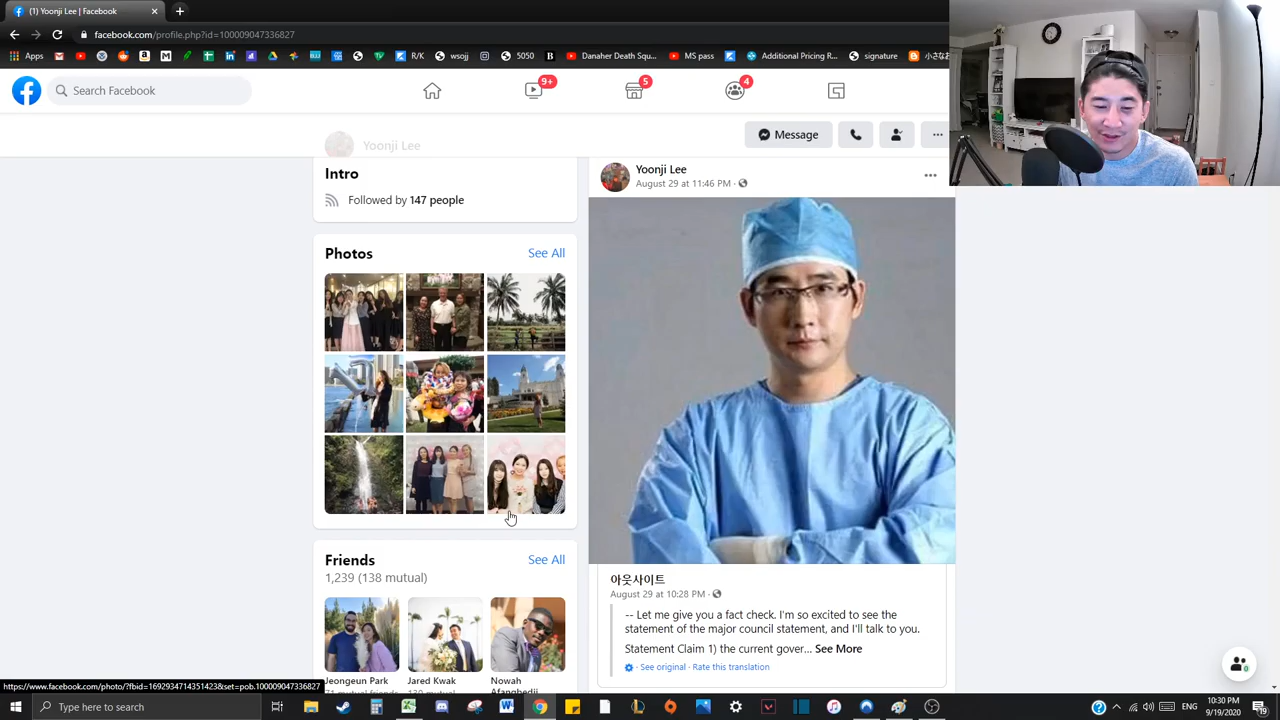 (1) Yoonji Lee | Facebook
facebook.com/profile.php?id=100009047336827
Apps
R/K
wsojj
5050
Danaher Death Squ...
MS pass
Additional Pricing R...
signature
小さなお
Search Facebook
9+
5
4
Yoonji Lee
Message
Intro
Followed by 147 people
Photos
See All
Friends
See All
1,239 (138 mutual)
Jeongeun Park
Jared Kwak
Nowah
Yoonji Lee
August 29 at 11:46 PM ·
아웃사이트
August 29 at 10:28 PM ·
-- Let me give you a fact check. I'm so excited to see the
statement of the major council statement, and I'll talk to you.
Statement Claim 1) the current gover... See More
· See original · Rate this translation
https://www.facebook.com/photo/?fbid=1692934714351423&set=pob.100009047336827
Type here to search
10:30 PM
9/19/2020
19